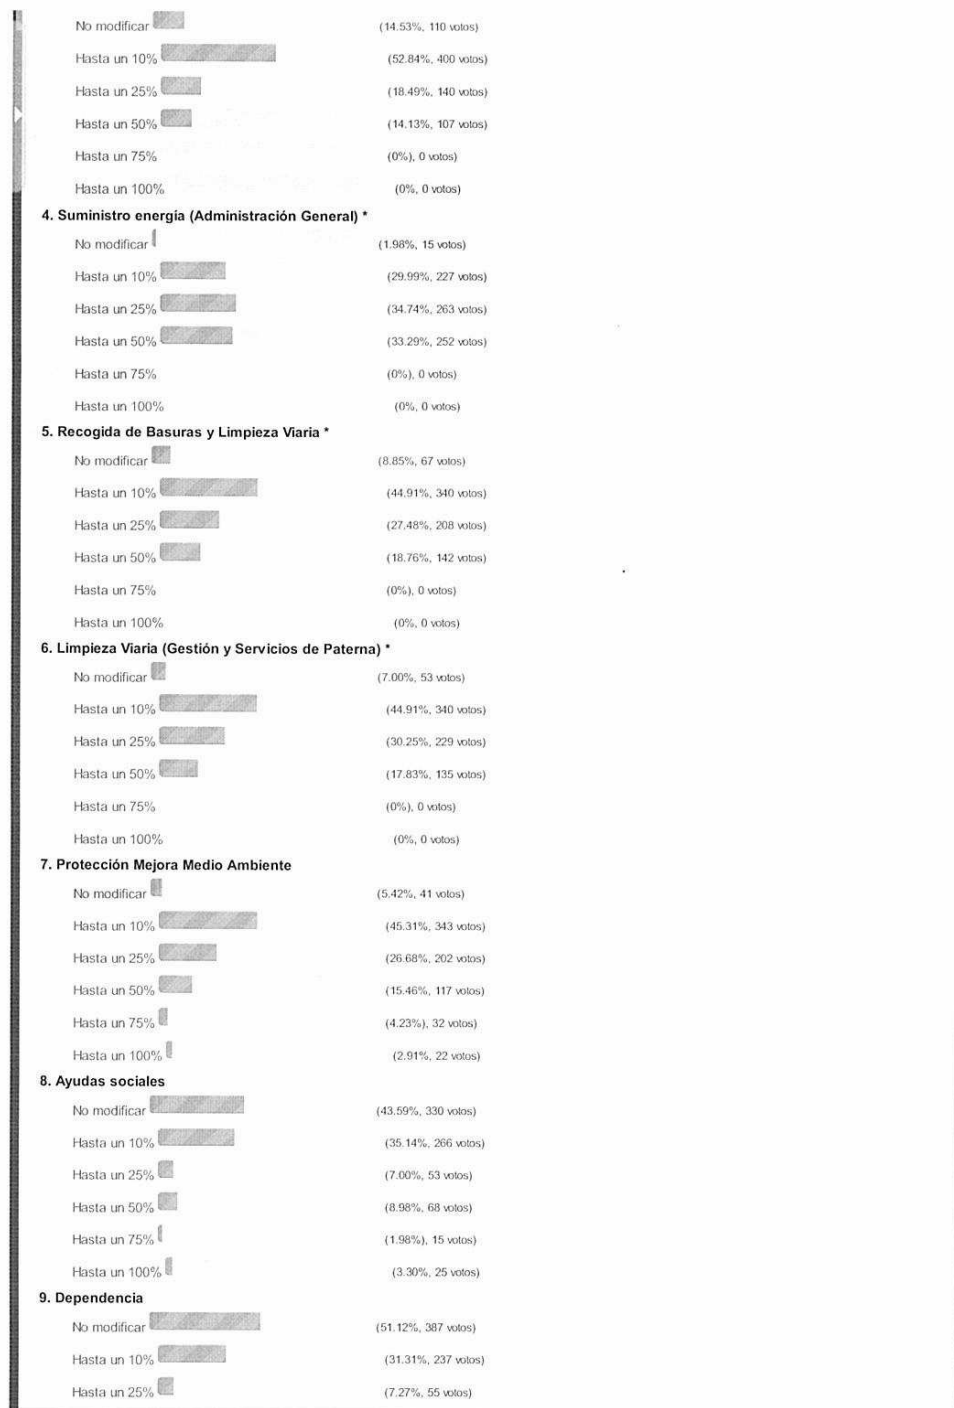 No modificar (14.53%, 110 votos)
Hasta un 10% (52.84%, 400 votos)
Hasta un 25% (18.49%, 140 votos)
Hasta un 50% (14.13%, 107 votos)
Hasta un 75% (0%), 0 votos)
Hasta un 100% (0%, 0 votos)
4. Suministro energía (Administración General) *
No modificar (1.98%, 15 votos)
Hasta un 10% (29.99%, 227 votos)
Hasta un 25% (34.74%, 263 votos)
Hasta un 50% (33.29%, 252 votos)
Hasta un 75% (0%), 0 votos)
Hasta un 100% (0%, 0 votos)
5. Recogida de Basuras y Limpieza Viaria *
No modificar (8.85%, 67 votos)
Hasta un 10% (44.91%, 340 votos)
Hasta un 25% (27.48%, 208 votos)
Hasta un 50% (18.76%, 142 votos)
Hasta un 75% (0%), 0 votos)
Hasta un 100% (0%, 0 votos)
6. Limpieza Viaria (Gestión y Servicios de Paterna) *
No modificar (7.00%, 53 votos)
Hasta un 10% (44.91%, 340 votos)
Hasta un 25% (30.25%, 229 votos)
Hasta un 50% (17.83%, 135 votos)
Hasta un 75% (0%), 0 votos)
Hasta un 100% (0%, 0 votos)
7. Protección Mejora Medio Ambiente
No modificar (5.42%, 41 votos)
Hasta un 10% (45.31%, 343 votos)
Hasta un 25% (26.68%, 202 votos)
Hasta un 50% (15.46%, 117 votos)
Hasta un 75% (4.23%), 32 votos)
Hasta un 100% (2.91%, 22 votos)
8. Ayudas sociales
No modificar (43.59%, 330 votos)
Hasta un 10% (35.14%, 266 votos)
Hasta un 25% (7.00%, 53 votos)
Hasta un 50% (8.98%, 68 votos)
Hasta un 75% (1.98%), 15 votos)
Hasta un 100% (3.30%, 25 votos)
9. Dependencia
No modificar (51.12%, 387 votos)
Hasta un 10% (31.31%, 237 votos)
Hasta un 25% (7.27%, 55 votos)